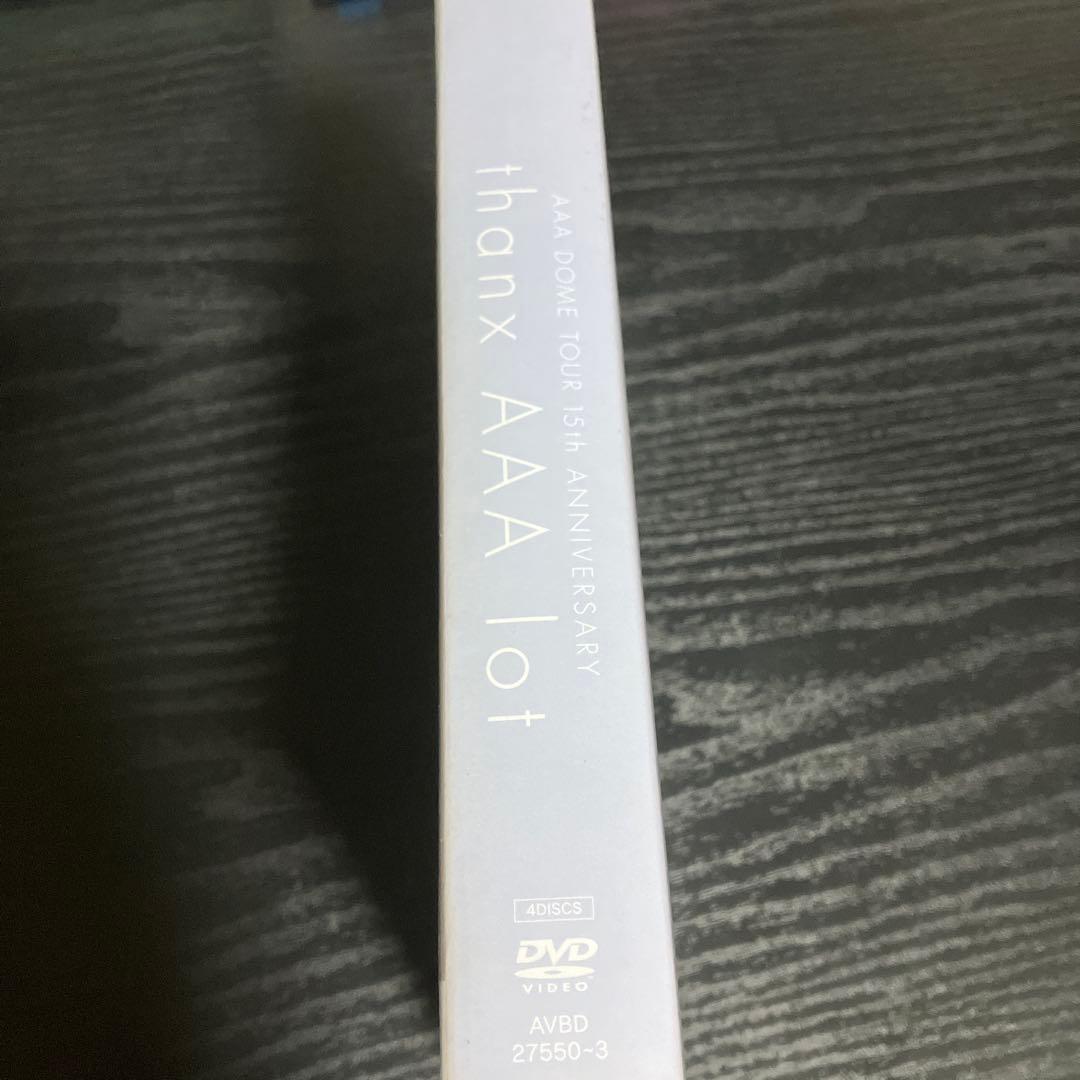 AAA DOME TOUR 15th ANNIVERSARY
thanx AAA lot
4DISCS
DVD
VIDEO
AVBD
27550~3